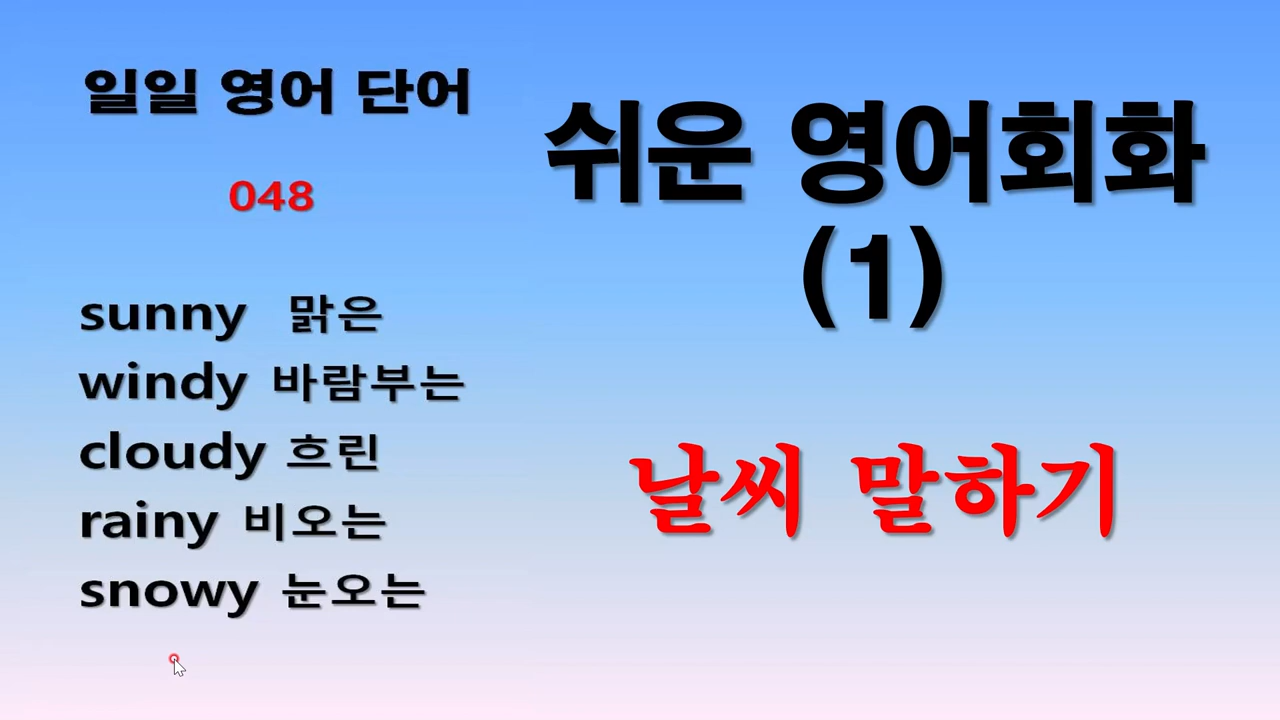 일일 영어 단어
048
sunny 맑은
windy 바람부는
cloudy 흐린
rainy 비오는
snowy 눈오는
쉬운 영어회화
(1)
날씨 말하기